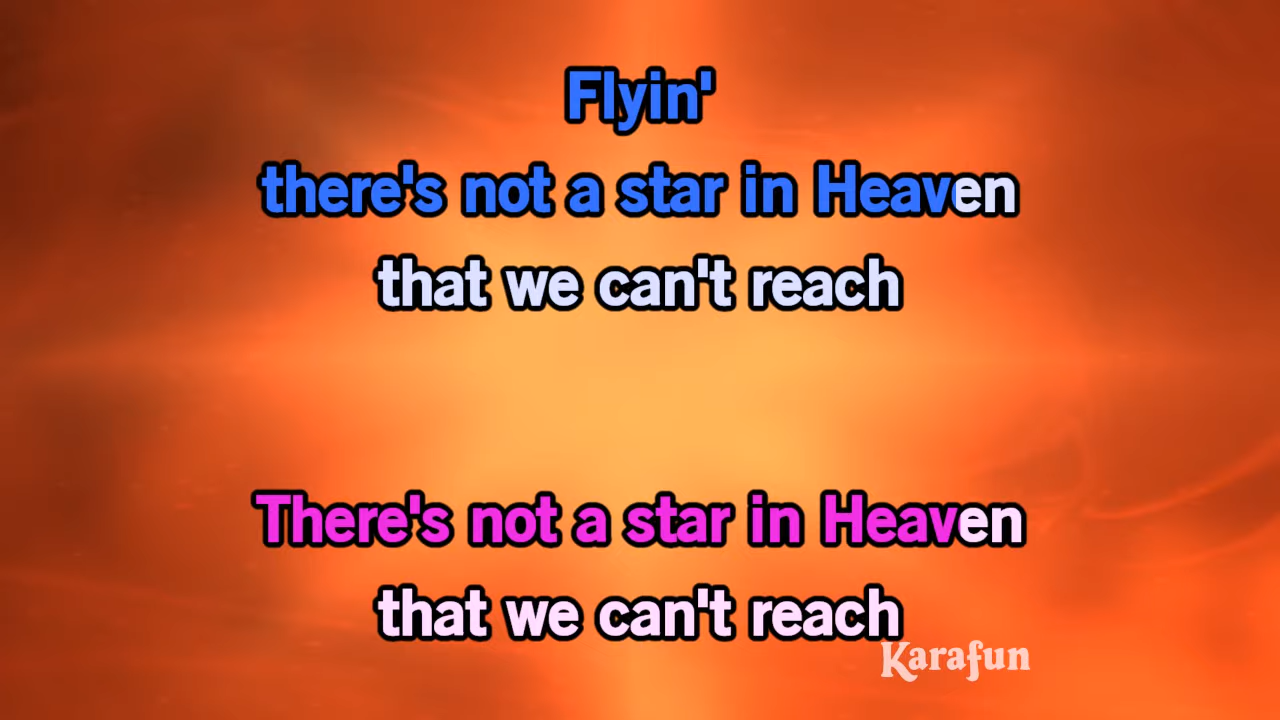 Flyin'
there's not a star in Heaven
that we can't reach
There's not a star in Heaven
that we can't reach
Karafun